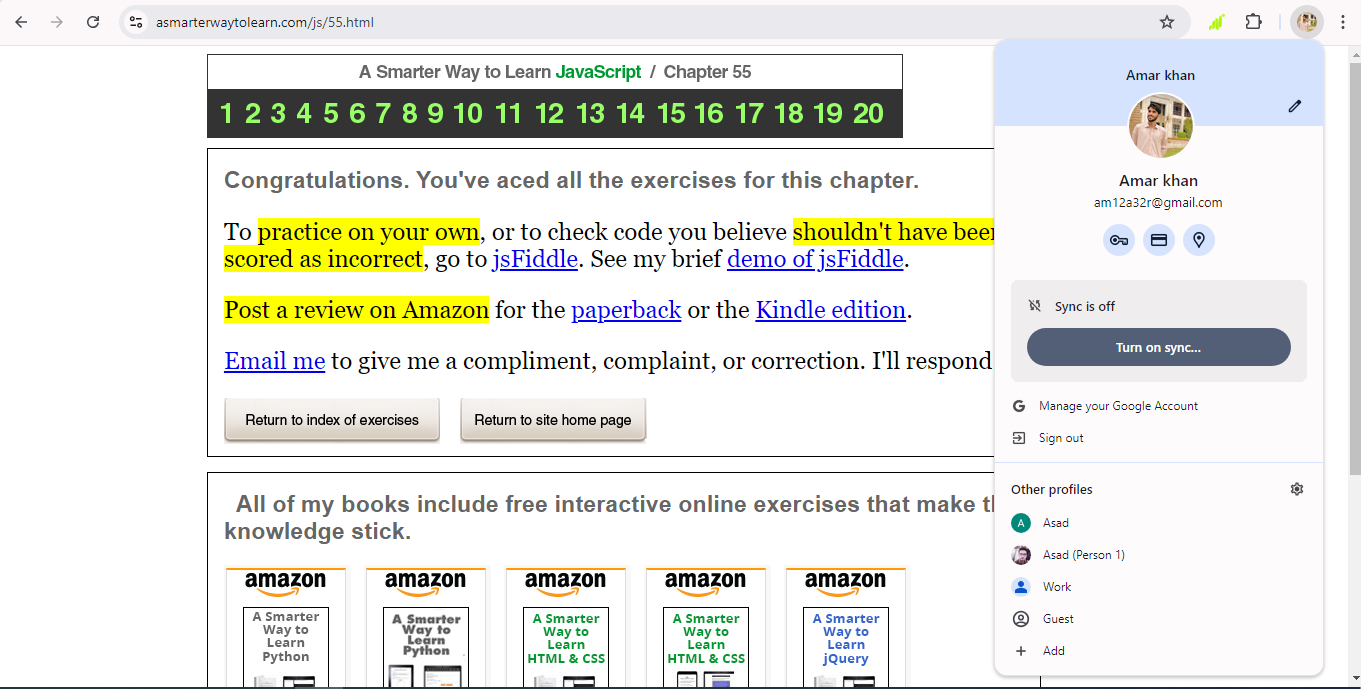 asmarterwaytolearn.com/js/55.html
A Smarter Way to Learn JavaScript / Chapter 55
1 2 3 4 5 6 7 8 9 10 11 12 13 14 15 16 17 18 19 20
Congratulations. You've aced all the exercises for this chapter.
To practice on your own, or to check code you believe shouldn't have been
scored as incorrect, go to jsFiddle. See my brief demo of jsFiddle.
Post a review on Amazon for the paperback or the Kindle edition.
Email me to give me a compliment, complaint, or correction. I'll respond
Return to index of exercises
Return to site home page
All of my books include free interactive online exercises that make
knowledge stick.
amazon
A Smarter
Way to
Learn
Python
amazon
A Smarter
Way to
Learn
Python
amazon
A Smarter
Way to
Learn
HTML & CSS
amazon
A Smarter
Way to
Learn
HTML & CSS
amazon
A Smarter
Way to
Learn
jQuery
Amar khan
Amar khan
am12a32r@gmail.com
Sync is off
Turn on sync...
Manage your Google Account
Sign out
Other profiles
A Asad
Asad (Person 1)
Work
Guest
Add